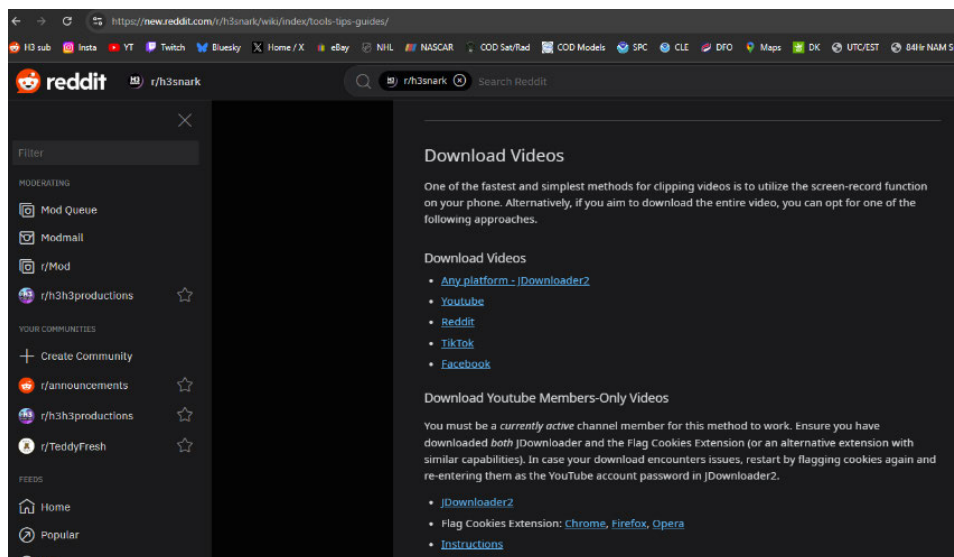 https://new.reddit.com/r/h3snark/wiki/index/tools-tips-guides/
H3 sub Insta YT Twitch Bluesky Home / X eBay NHL NASCAR COD Sat/Rad COD Models SPC CLE DFO Maps DK UTC/EST 84Hr NAM S
reddit r/h3snark r/h3snark Search Reddit
Filter
MODERATING
Mod Queue
Modmail
r/Mod
r/h3h3productions
YOUR COMMUNITIES
Create Community
r/announcements
r/h3h3productions
r/TeddyFresh
FEEDS
Home
Popular
Download Videos
One of the fastest and simplest methods for clipping videos is to utilize the screen-record function
on your phone. Alternatively, if you aim to download the entire video, you can opt for one of the
following approaches.
Download Videos
• Any platform - JDownloader2
• Youtube
• Reddit
• TikTok
• Facebook
Download Youtube Members-Only Videos
You must be a currently active channel member for this method to work. Ensure you have
downloaded both JDownloader and the Flag Cookies Extension (or an alternative extension with
similar capabilities). In case your download encounters issues, restart by flagging cookies again and
re-entering them as the YouTube account password in JDownloader2.
• JDownloader2
• Flag Cookies Extension: Chrome, Firefox, Opera
• Instructions